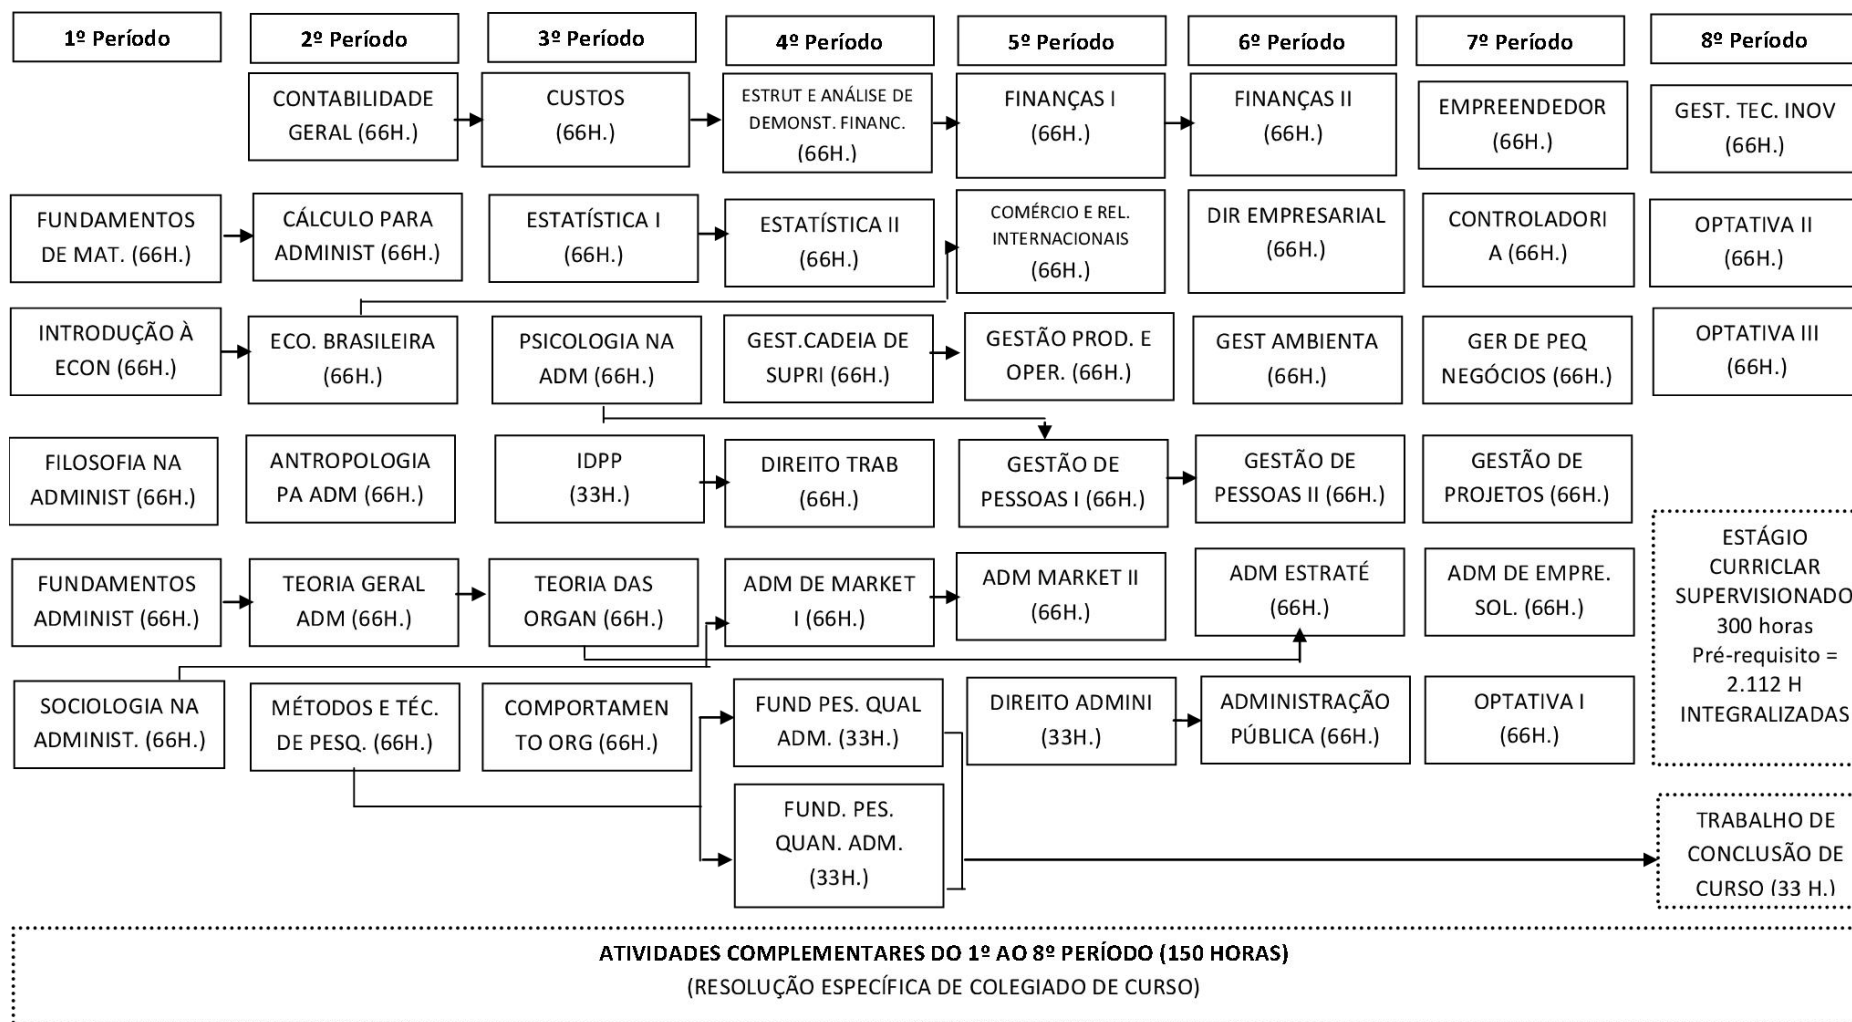 1º Período
2º Período
3º Período
4º Período
5º Período
6º Período
7º Período
8º Período
CONTABILIDADE
GERAL (66H.)
CUSTOS
(66H.)
ESTRUT E ANÁLISE DE
DEMONST. FINANC.
(66H.)
FINANÇAS I
(66H.)
FINANÇAS II
(66H.)
EMPREENDEDOR
(66H.)
GEST. TEC. INOV
(66H.)
FUNDAMENTOS
DE MAT. (66H.)
CÁLCULO PARA
ADMINIST (66H.)
ESTATÍSTICA I
(66H.)
ESTATÍSTICA II
(66H.)
COMÉRCIO E REL.
INTERNACIONAIS
(66H.)
DIR EMPRESARIAL
(66H.)
CONTROLADORI
A (66H.)
OPTATIVA II
(66H.)
INTRODUÇÃO À
ECON (66H.)
ECO. BRASILEIRA
(66H.)
PSICOLOGIA NA
ADM (66H.)
GEST.CADEIA DE
SUPRI (66H.)
GESTÃO PROD. E
OPER. (66H.)
GEST AMBIENTA
(66H.)
GER DE PEQ
NEGÓCIOS (66H.)
OPTATIVA III
(66H.)
FILOSOFIA NA
ADMINIST (66H.)
ANTROPOLOGIA
PA ADM (66H.)
IDPP
(33H.)
DIREITO TRAB
(66H.)
GESTÃO DE
PESSOAS I (66H.)
GESTÃO DE
PESSOAS II (66H.)
GESTÃO DE
PROJETOS (66H.)
FUNDAMENTOS
ADMINIST (66H.)
TEORIA GERAL
ADM (66H.)
TEORIA DAS
ORGAN (66H.)
ADM DE MARKET
I (66H.)
ADM MARKET II
(66H.)
ADM ESTRATÉ
(66H.)
ADM DE EMPRE.
SOL. (66H.)
ESTÁGIO
CURRICLAR
SUPERVISIONADO
300 horas
Pré-requisito =
2.112 H
INTEGRALIZADAS
SOCIOLOGIA NA
ADMINIST. (66H.)
MÉTODOS E TÉC.
DE PESQ. (66H.)
COMPORTAMEN
TO ORG (66H.)
FUND PES. QUAL
ADM. (33H.)
DIREITO ADMINI
(33H.)
ADMINISTRAÇÃO
PÚBLICA (66H.)
OPTATIVA I
(66H.)
FUND. PES.
QUAN. ADM.
(33H.)
TRABALHO DE
CONCLUSÃO DE
CURSO (33 H.)
ATIVIDADES COMPLEMENTARES DO 1º AO 8º PERÍODO (150 HORAS)
(RESOLUÇÃO ESPECÍFICA DE COLEGIADO DE CURSO)